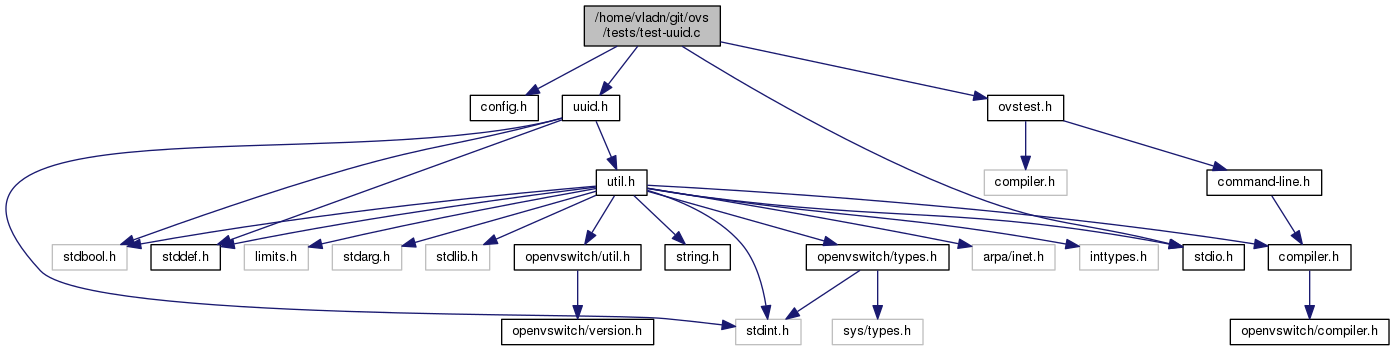 /home/vladn/git/ovs
/tests/test-uuid.c
config.h
uuid.h
ovstest.h
util.h
compiler.h
command-line.h
stdbool.h
stddef.h
limits.h
stdarg.h
stdlib.h
openvswitch/util.h
string.h
openvswitch/types.h
arpa/inet.h
inttypes.h
stdio.h
compiler.h
openvswitch/version.h
stdint.h
sys/types.h
openvswitch/compiler.h